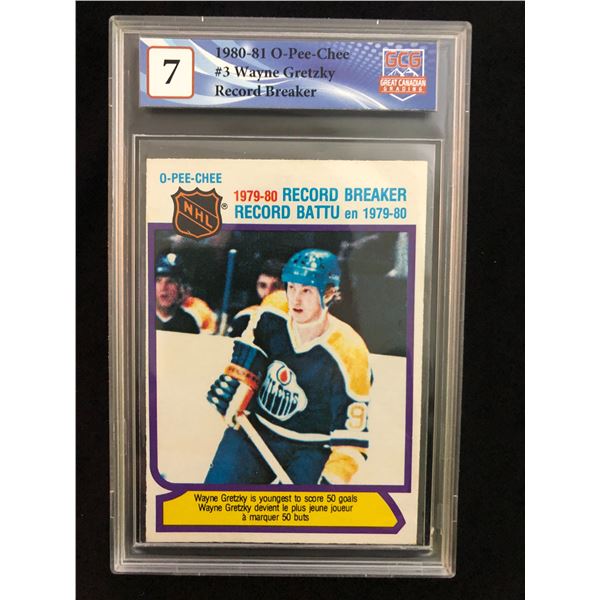 7
1980-81 O-Pee-Chee
#3 Wayne Gretzky
Record Breaker
GCG
GREAT CANADIAN
GRADING
O-PEE-CHEE
NHL
®
1979-80 RECORD BREAKER
RECORD BATTU en 1979-80
OILERS
9
Wayne Gretzky is youngest to score 50 goals
Wayne Gretzky devient le plus jeune joueur
à marquer 50 buts